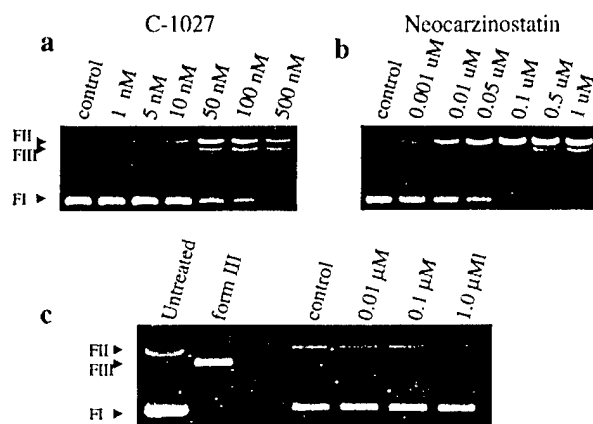 C-1027
Neocarzinostatin
a
b
control
1 nM
5 nM
10 nM
50 nM
100 nM
500 nM
control
0.001 uM
0.01 uM
0.05 uM
0.1 uM
0.5 uM
1 uM
FII
FIII
FI
c
Untreated
form III
control
0.01 µM
0.1 µM
1.0 µM1
FII
FIII
FI